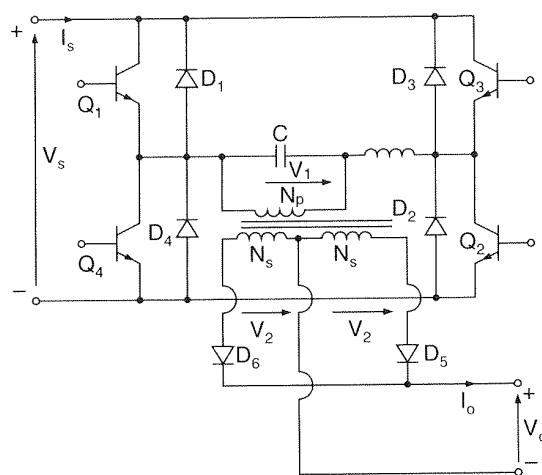 +
I_s
Q_1
D_1
D_3
Q_3
C
V_s
V_1
N_p
D_2
D_4
Q_4
Q_2
N_s
N_s
−
V_2
V_2
D_6
D_5
I_o
+
−